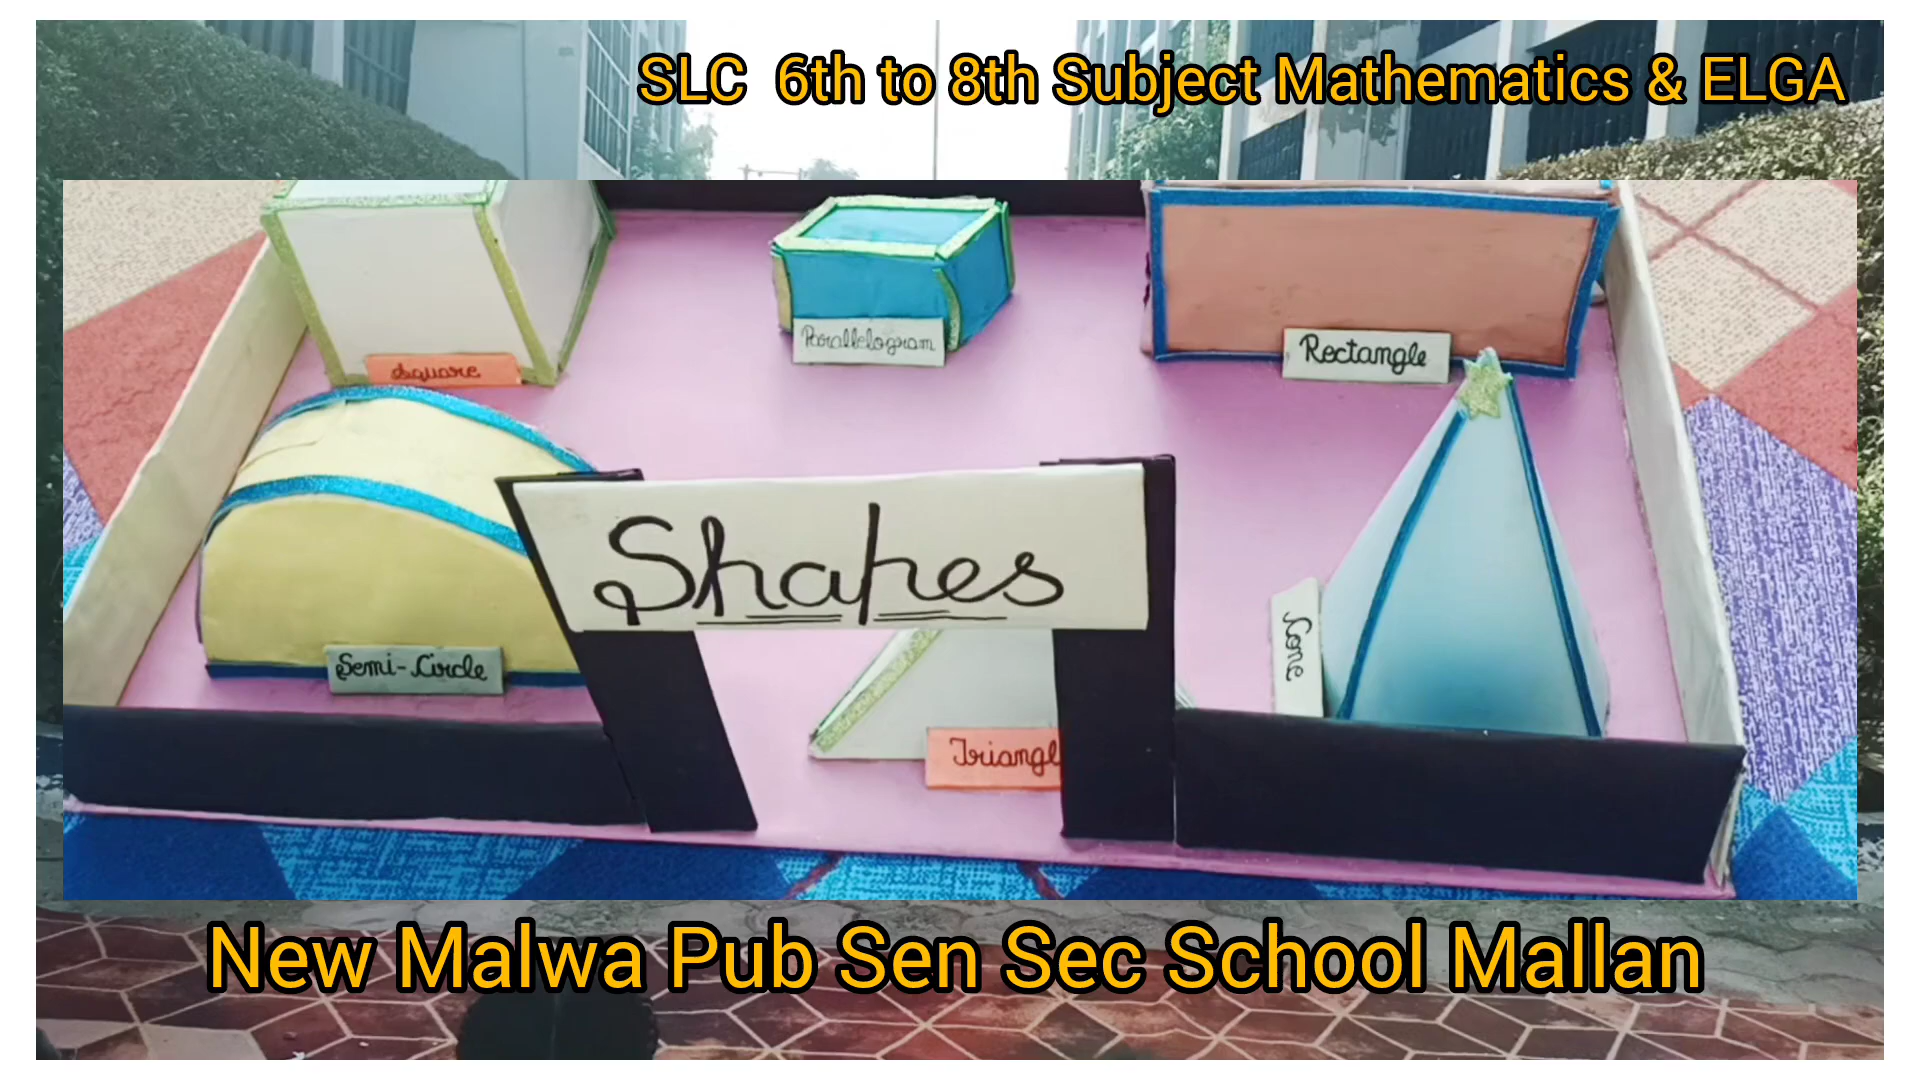 SLC 6th to 8th Subject Mathematics & ELGA
Square
Parallelogram
Rectangle
Semi-Circle
Shapes
Cone
Triangl
New Malwa Pub Sen Sec School Mallan